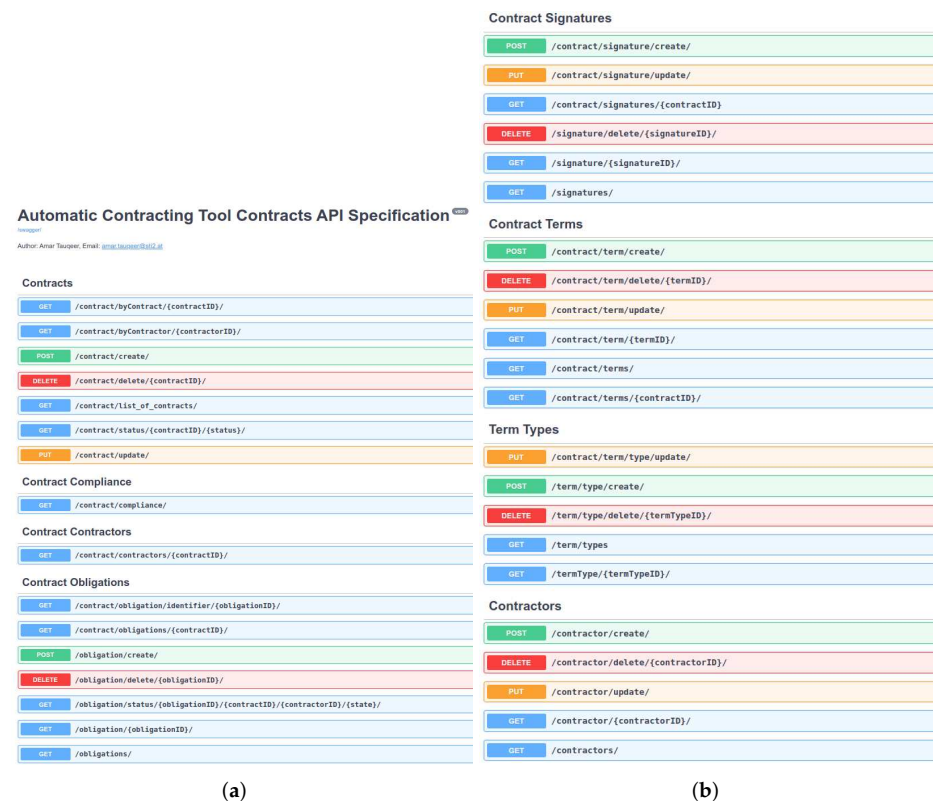 Automatic Contracting Tool Contracts API Specification
/swagger/
Author: Amar Tauqeer, Email: amar.tauqeer@sti2.at
Contracts
GET /contract/byContract/{contractID}/
GET /contract/byContractor/{contractorID}/
POST /contract/create/
DELETE /contract/delete/{contractID}/
GET /contract/list_of_contracts/
GET /contract/status/{contractID}/{status}/
PUT /contract/update/
Contract Compliance
GET /contract/compliance/
Contract Contractors
GET /contract/contractors/{contractID}/
Contract Obligations
GET /contract/obligation/identifier/{obligationID}/
GET /contract/obligations/{contractID}/
POST /obligation/create/
DELETE /obligation/delete/{obligationID}/
GET /obligation/status/{obligationID}/{contractID}/{contractorID}/{state}/
GET /obligation/{obligationID}/
GET /obligations/
(a)
Contract Signatures
POST /contract/signature/create/
PUT /contract/signature/update/
GET /contract/signatures/{contractID}
DELETE /signature/delete/{signatureID}/
GET /signature/{signatureID}/
GET /signatures/
Contract Terms
POST /contract/term/create/
DELETE /contract/term/delete/{termID}/
PUT /contract/term/update/
GET /contract/term/{termID}/
GET /contract/terms/
GET /contract/terms/{contractID}/
Term Types
PUT /contract/term/type/update/
POST /term/type/create/
DELETE /term/type/delete/{termTypeID}/
GET /term/types
GET /termType/{termTypeID}/
Contractors
POST /contractor/create/
DELETE /contractor/delete/{contractorID}/
PUT /contractor/update/
GET /contractor/{contractorID}/
GET /contractors/
(b)